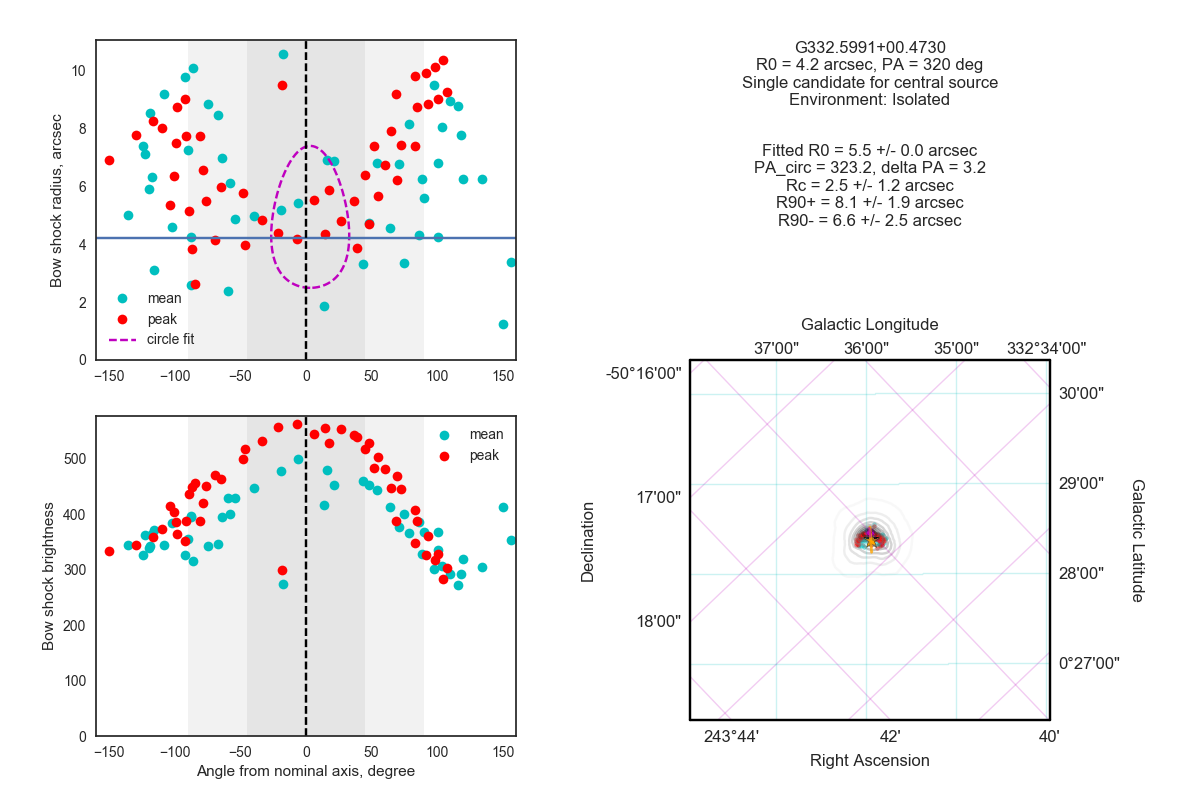 Bow shock radius, arcsec
10
8
6
4
2
0
mean
peak
circle fit
−150
−100
−50
0
50
100
150
Bow shock brightness
500
400
300
200
100
0
mean
peak
−150
−100
−50
0
50
100
150
Angle from nominal axis, degree
G332.5991+00.4730
R0 = 4.2 arcsec, PA = 320 deg
Single candidate for central source
Environment: Isolated
Fitted R0 = 5.5 +/- 0.0 arcsec
PA_circ = 323.2, delta PA = 3.2
Rc = 2.5 +/- 1.2 arcsec
R90+ = 8.1 +/- 1.9 arcsec
R90- = 6.6 +/- 2.5 arcsec
Galactic Longitude
37'00" 36'00" 35'00" 332°34'00"
-50°16'00"
17'00"
18'00"
Declination
30'00"
29'00"
28'00"
0°27'00"
Galactic Latitude
243°44' 42' 40'
Right Ascension